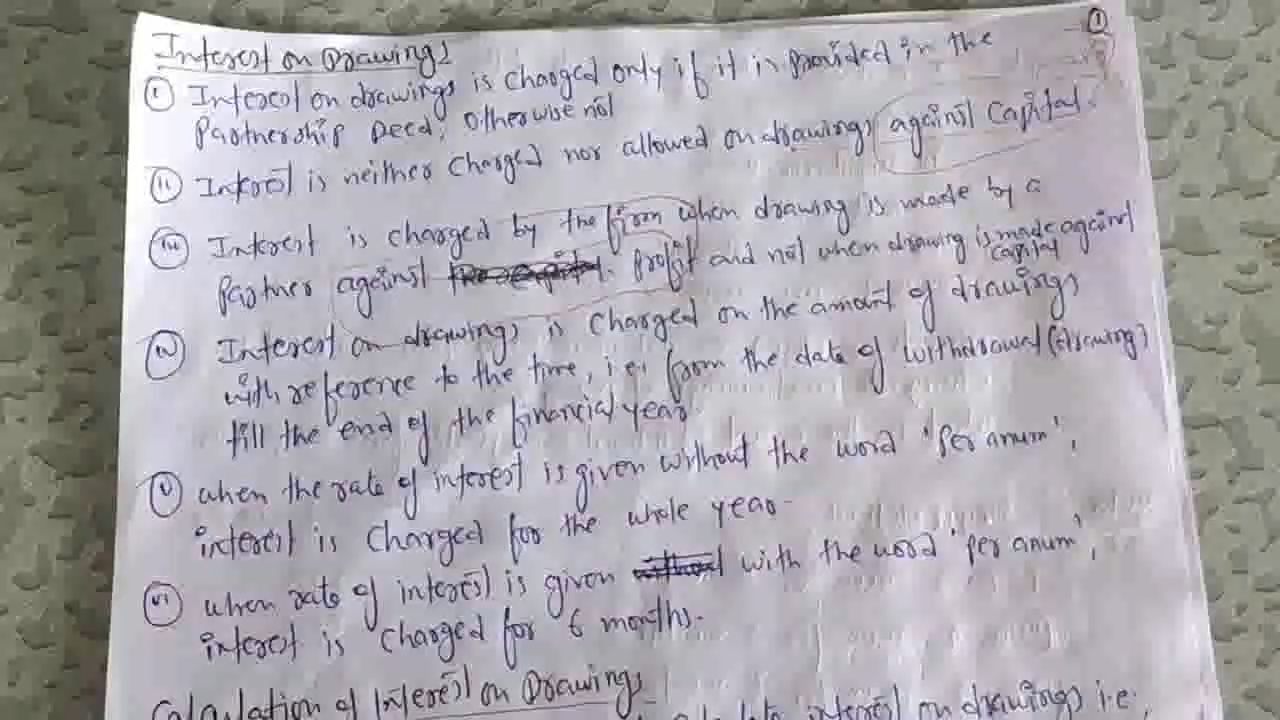 ①
Interest on Drawings
(i) Interest on drawings is charged only if it is provided in the
Partnership Deed, otherwise not
(ii) Interest is neither charged nor allowed on drawings against Capital.
(iii) Interest is charged by the firm when drawing is made by a
Partner against Profit and not when drawing is made against
capital
(iv) Interest on drawings is charged on the amount of drawings
with reference to the time, i.e. from the date of withdrawal (drawing)
till the end of the financial year.
(v) when the rate of interest is given without the word 'Per anum',
interest is charged for the whole year.
(vi) when rate of interest is given with the word 'per anum',
interest is charged for 6 months.
Calculation of Interest on Drawings
interest on drawings i.e: